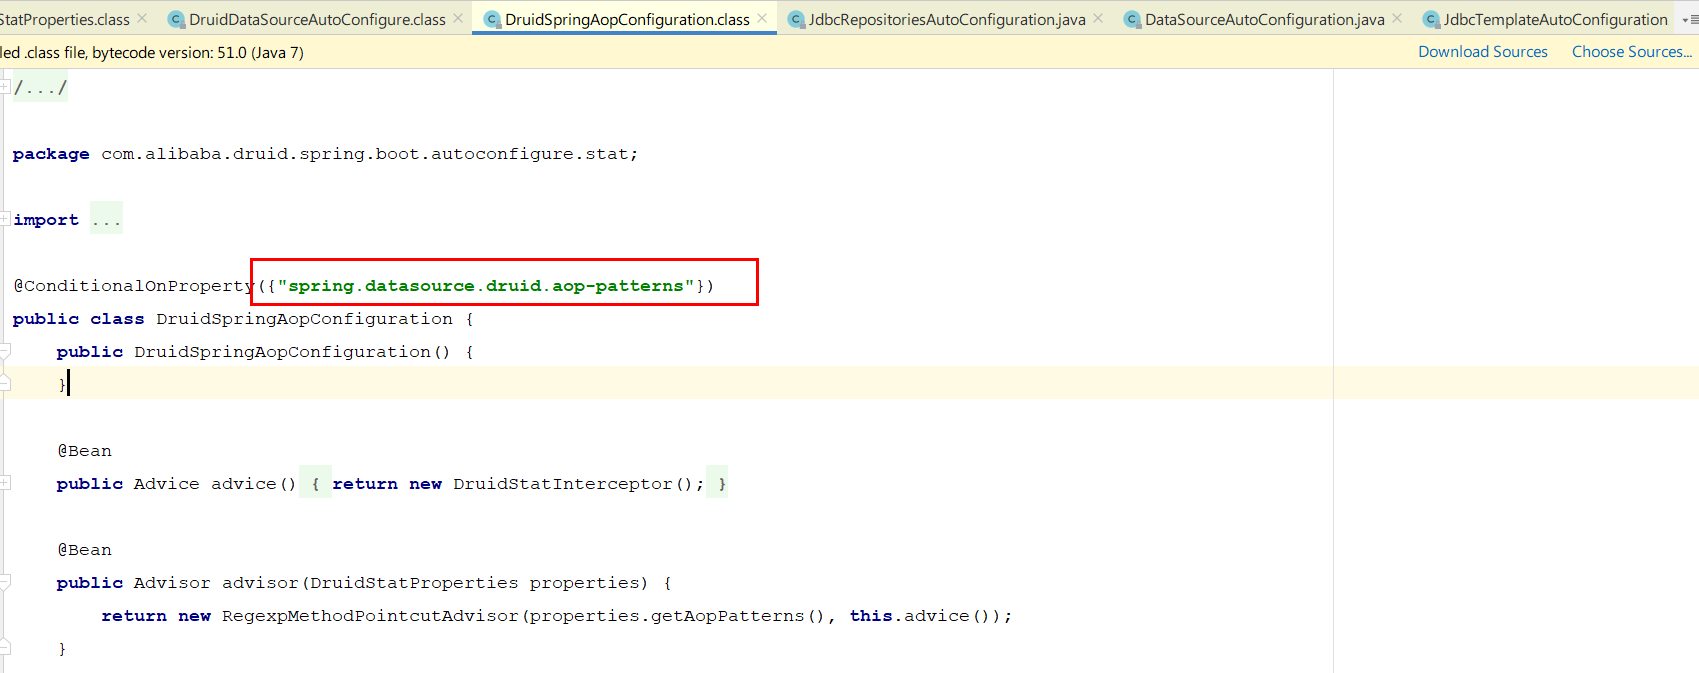 StatProperties.class DruidDataSourceAutoConfigure.class DruidSpringAopConfiguration.class JdbcRepositoriesAutoConfiguration.java DataSourceAutoConfiguration.java JdbcTemplateAutoConfiguration
led .class file, bytecode version: 51.0 (Java 7) Download Sources Choose Sources...
/.../
package com.alibaba.druid.spring.boot.autoconfigure.stat;
import ...
@ConditionalOnProperty({"spring.datasource.druid.aop-patterns"})
public class DruidSpringAopConfiguration {
    public DruidSpringAopConfiguration() {
    }
    @Bean
    public Advice advice() { return new DruidStatInterceptor(); }
    @Bean
    public Advisor advisor(DruidStatProperties properties) {
        return new RegexpMethodPointcutAdvisor(properties.getAopPatterns(), this.advice());
    }